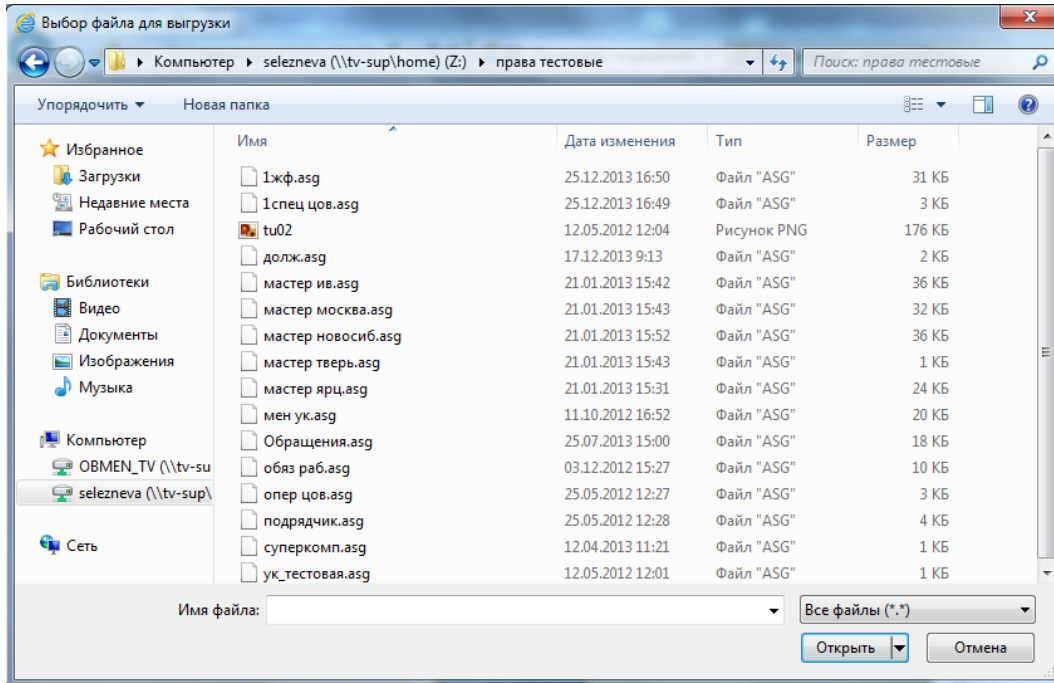 Выбор файла для выгрузки
Компьютер selezneva (\\tv-sup\home) (Z:) права тестовые Поиск: права тестовые
Упорядочить Новая папка
Избранное
Загрузки
Недавние места
Рабочий стол
Библиотеки
Видео
Документы
Изображения
Музыка
Компьютер
OBMEN_TV (\\tv-su
selezneva (\\tv-sup\
Сеть
Имя Дата изменения Тип Размер
1жф.asg 25.12.2013 16:50 Файл "ASG" 31 КБ
1спец цов.asg 25.12.2013 16:49 Файл "ASG" 3 КБ
tu02 12.05.2012 12:04 Рисунок PNG 176 КБ
долж.asg 17.12.2013 9:13 Файл "ASG" 2 КБ
мастер ив.asg 21.01.2013 15:42 Файл "ASG" 36 КБ
мастер москва.asg 21.01.2013 15:43 Файл "ASG" 32 КБ
мастер новосиб.asg 21.01.2013 15:52 Файл "ASG" 36 КБ
мастер тверь.asg 21.01.2013 15:43 Файл "ASG" 1 КБ
мастер ярц.asg 21.01.2013 15:31 Файл "ASG" 24 КБ
мен ук.asg 11.10.2012 16:52 Файл "ASG" 20 КБ
Обращения.asg 25.07.2013 15:00 Файл "ASG" 18 КБ
обяз раб.asg 03.12.2012 15:27 Файл "ASG" 10 КБ
опер цов.asg 25.05.2012 12:27 Файл "ASG" 3 КБ
подрядчик.asg 25.05.2012 12:28 Файл "ASG" 4 КБ
суперкомп.asg 12.04.2013 11:21 Файл "ASG" 1 КБ
ук_тестовая.asg 12.05.2012 12:01 Файл "ASG" 1 КБ
Имя файла: Все файлы (*.*)
Открыть Отмена